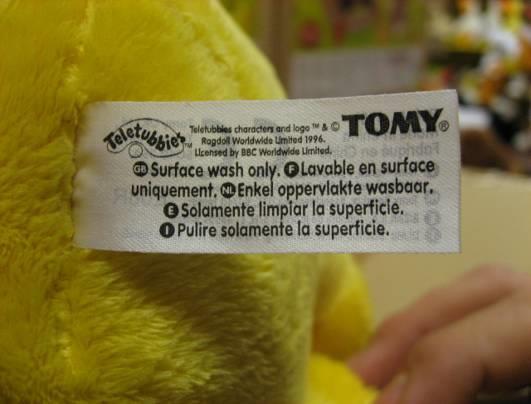 Teletubbies™ Teletubbies characters and logo ™ & © TOMY®
Ragdoll Worldwide Limited 1996.
Licensed by BBC Worldwide Limited.
GB Surface wash only. F Lavable en surface
uniquement. NL Enkel oppervlakte wasbaar.
E Solamente limpiar la superficie.
I Pulire solamente la superficie.